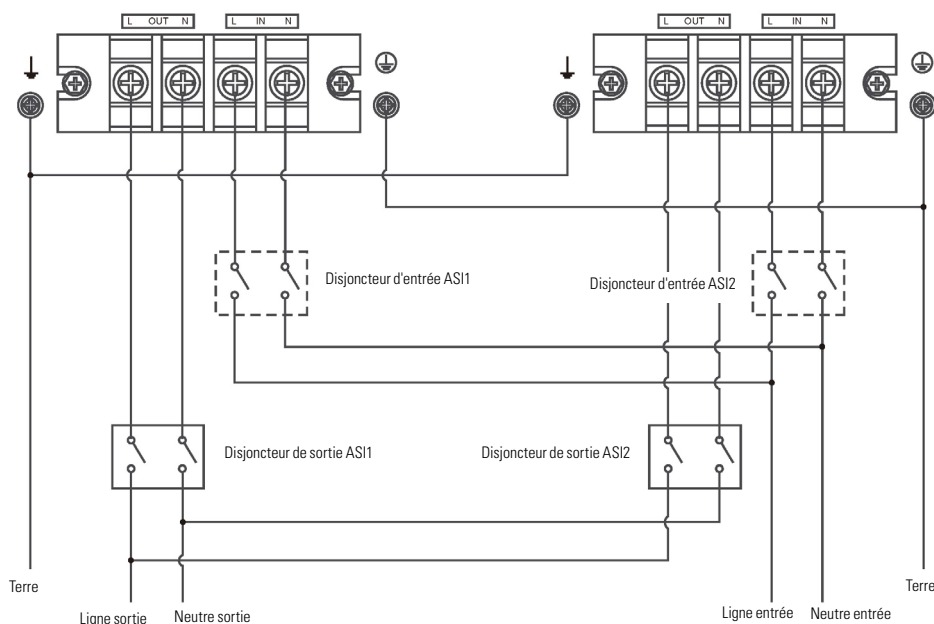 L OUT N
L IN N
L OUT N
L IN N
Disjoncteur d'entrée ASI1
Disjoncteur d'entrée ASI2
Disjoncteur de sortie ASI1
Disjoncteur de sortie ASI2
Terre
Ligne sortie
Neutre sortie
Ligne entrée
Neutre entrée
Terre